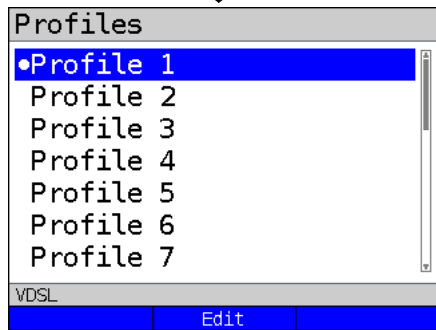 Profiles
●Profile 1
Profile 2
Profile 3
Profile 4
Profile 5
Profile 6
Profile 7
VDSL
Edit